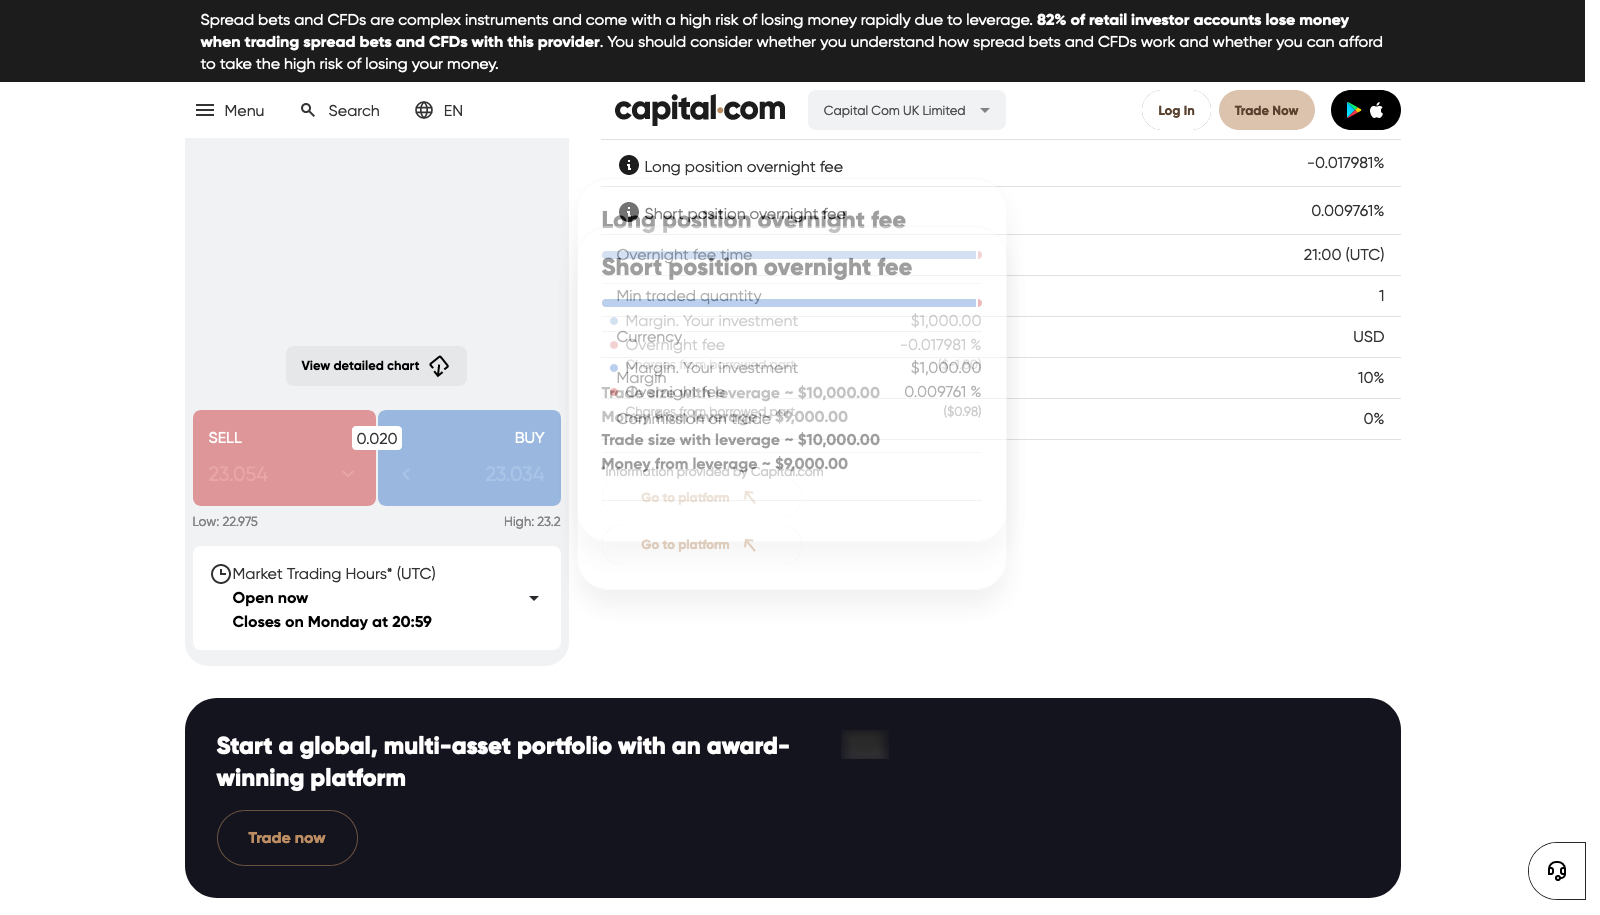 Spread bets and CFDs are complex instruments and come with a high risk of losing money rapidly due to leverage. 82% of retail investor accounts lose money
when trading spread bets and CFDs with this provider. You should consider whether you understand how spread bets and CFDs work and whether you can afford
to take the high risk of losing your money.
Menu
Search
EN
capital.com
Capital Com UK Limited
Log In
Trade Now
View detailed chart
SELL
0.020
BUY
23.054
23.034
Low: 22.975
High: 23.2
Market Trading Hours* (UTC)
Open now
Closes on Monday at 20:59
Long position overnight fee
-0.017981%
Short position overnight fee
0.009761%
Overnight fee time
21:00 (UTC)
Min traded quantity
1
Currency
USD
Margin
10%
Commission on trade
0%
*Information provided by Capital.com
Long position overnight fee
Margin. Your investment
$1,000.00
Overnight fee
-0.017981 %
Charges from borrowed part
Trade size with leverage ~ $10,000.00
Money from leverage ~ $9,000.00
Go to platform
Short position overnight fee
Margin. Your investment
$1,000.00
Overnight fee
0.009761 %
Charges from borrowed part
($0.98)
Trade size with leverage ~ $10,000.00
Money from leverage ~ $9,000.00
Go to platform
Start a global, multi-asset portfolio with an award-
winning platform
Trade now